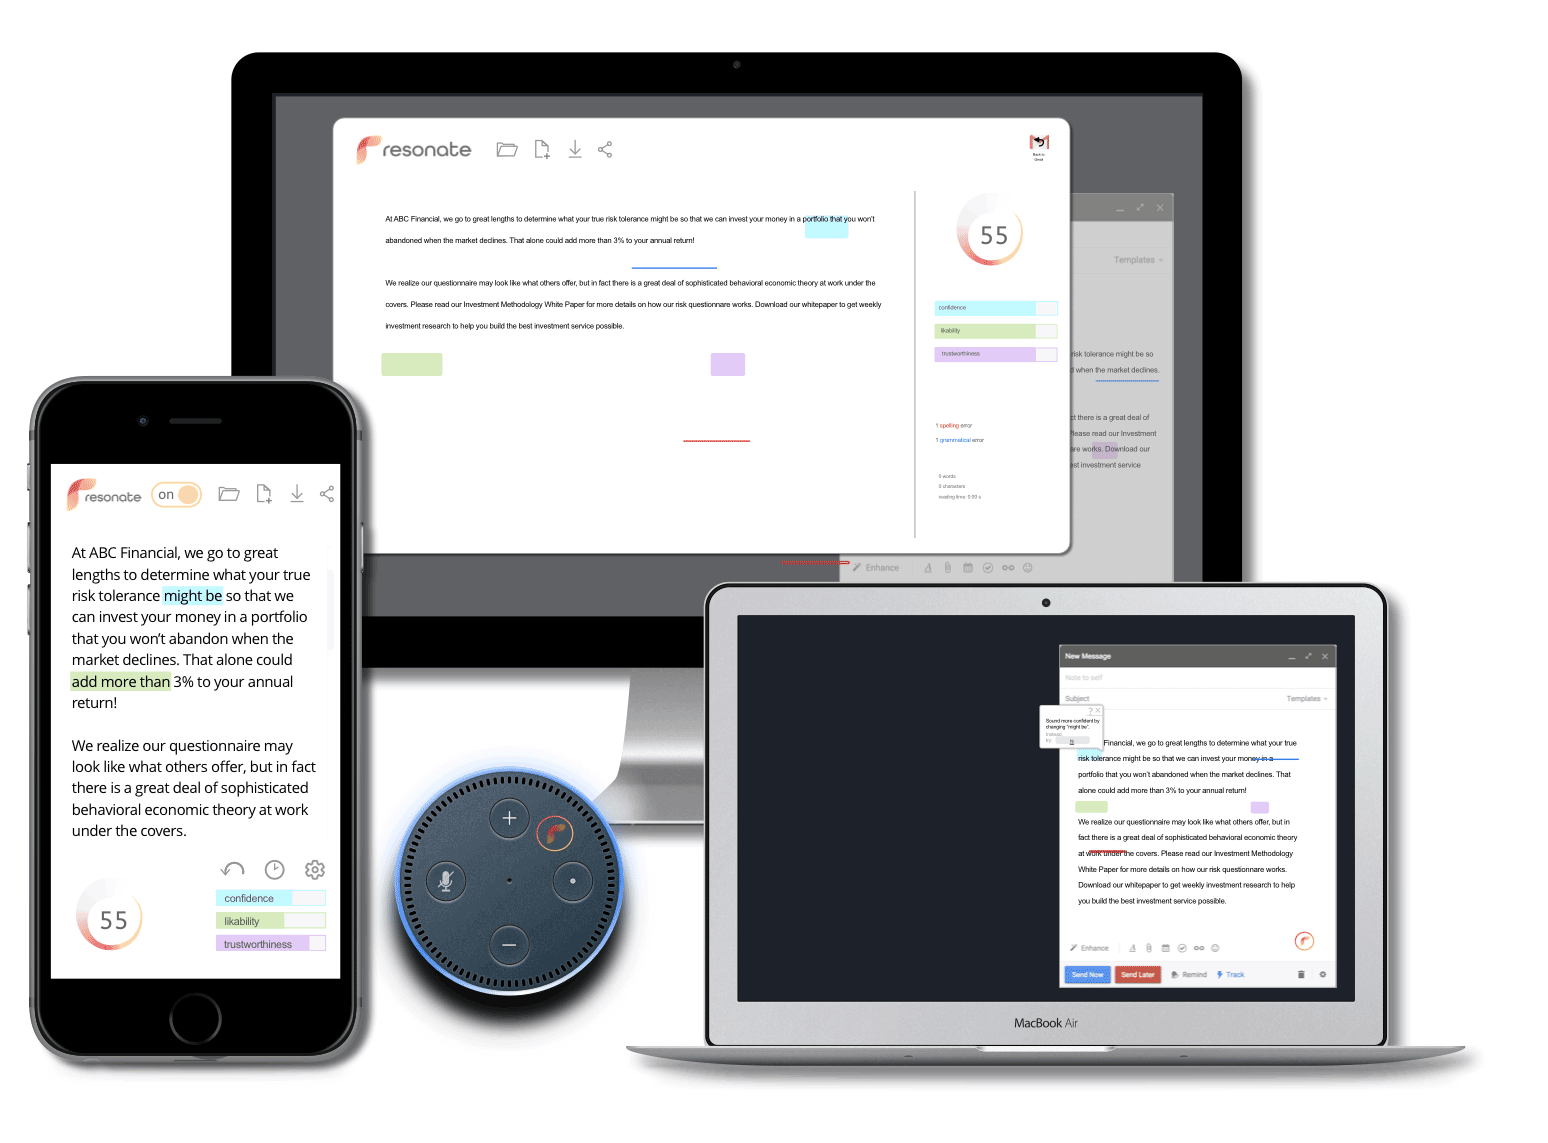 resonate
Back to
Gmail
At ABC Financial, we go to great lengths to determine what your true risk tolerance might be so that we can invest your money in a portfolio that you won't
abandoned when the market declines. That alone could add more than 3% to your annual return!
We realize our questionnaire may look like what others offer, but in fact there is a great deal of sophisticated behavioral economic theory at work under the
covers. Please read our Investment Methodology White Paper for more details on how our risk questionnare works. Download our whitepaper to get weekly
investment research to help you build the best investment service possible.
55
confidence
likability
trustworthiness
1 spelling error
1 grammatical error
0 words
0 characters
reading time: 0:00 s
Templates
risk tolerance might be so
d when the market declines.
ct there is a great deal of
Please read our Investment
are works. Download our
est investment service
Enhance
resonate
on
At ABC Financial, we go to great
lengths to determine what your true
risk tolerance might be so that we
can invest your money in a portfolio
that you won't abandon when the
market declines. That alone could
add more than 3% to your annual
return!
We realize our questionnaire may
look like what others offer, but in fact
there is a great deal of sophisticated
behavioral economic theory at work
under the covers.
55
confidence
likability
trustworthiness
New Message
Note to self
Subject
Templates
Sound more confident by
changing "might be".
instead
try:
is
Financial, we go to great lengths to determine what your true
risk tolerance might be so that we can invest your money in a
portfolio that you won't abandoned when the market declines. That
alone could add more than 3% to your annual return!
We realize our questionnaire may look like what others offer, but in
fact there is a great deal of sophisticated behavioral economic theory
at work under the covers. Please read our Investment Methodology
White Paper for more details on how our risk questionnare works.
Download our whitepaper to get weekly investment research to help
you build the best investment service possible.
Enhance
Send Now
Send Later
Remind
Track
MacBook Air